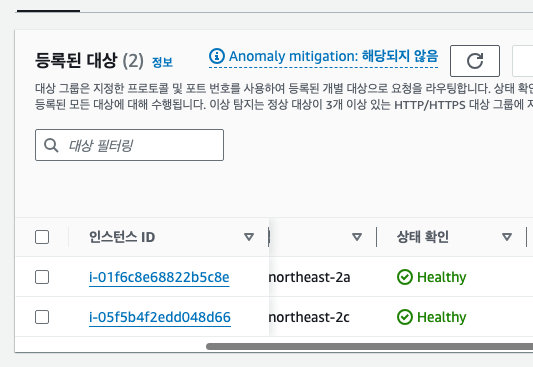 등록된 대상 (2) 정보
Anomaly mitigation: 해당되지 않음
대상 그룹은 지정한 프로토콜 및 포트 번호를 사용하여 등록된 개별 대상으로 요청을 라우팅합니다. 상태 확인
등록된 모든 대상에 대해 수행됩니다. 이상 탐지는 정상 대상이 3개 이상 있는 HTTP/HTTPS 대상 그룹에
대상 필터링
인스턴스 ID 상태 확인
i-01f6c8e68822b5c8e northeast-2a Healthy
i-05f5b4f2edd048d66 northeast-2c Healthy